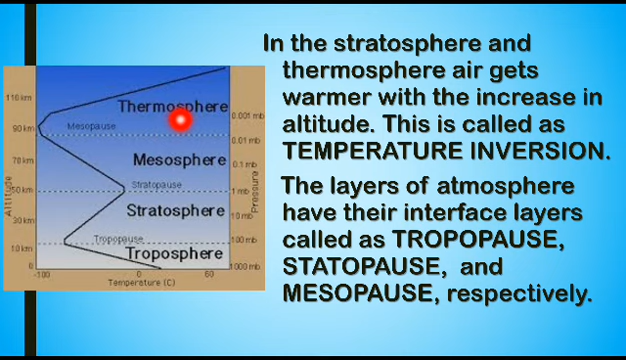 In the stratosphere and
thermosphere air gets
warmer with the increase in
altitude. This is called as
TEMPERATURE INVERSION.
The layers of atmosphere
have their interface layers
called as TROPOPAUSE,
STATOPAUSE, and
MESOPAUSE, respectively.
Thermosphere
Mesopause
Mesosphere
Stratopause
Stratosphere
Tropopause
Troposphere
Altitude
110 km
90 km
70 km
50 km
30 km
10 km
0
0.001 mb
0.01 mb
0.1 mb
1 mb
10 mb
100 mb
1000 mb
Pressure
-100
0
60
Temperature (C)